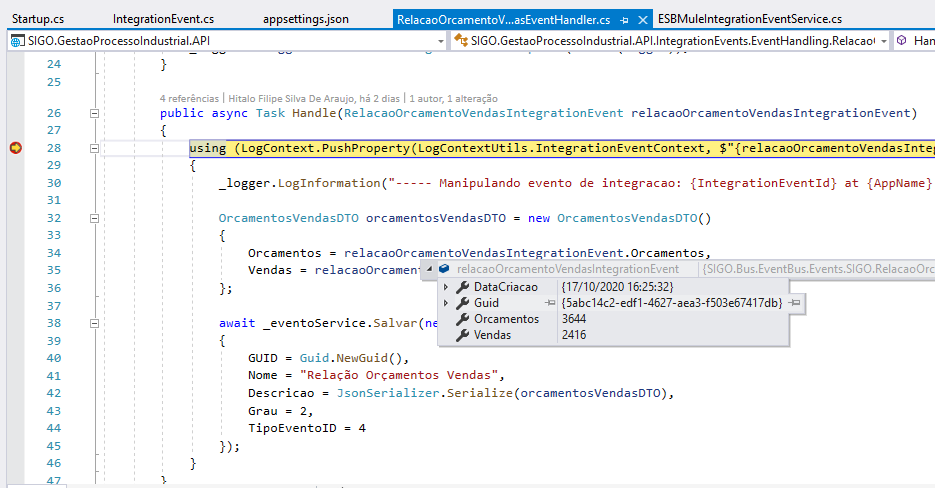 Startup.cs IntegrationEvent.cs appsettings.json RelacaoOrcamentoV...asEventHandler.cs ESBMuleIntegrationEventService.cs
SIGO.GestaoProcessoIndustrial.API SIGO.GestaoProcessoIndustrial.API.IntegrationEvents.EventHandling.Relacao Han
24 }
25
4 referências | Hitalo Filipe Silva De Araujo, há 2 dias | 1 autor, 1 alteração
26 public async Task Handle(RelacaoOrcamentoVendasIntegrationEvent relacaoOrcamentoVendasIntegrationEvent)
27 {
28 using (LogContext.PushProperty(LogContextUtils.IntegrationEventContext, $"{relacaoOrcamentoVendasInteg
29 {
30 _logger.LogInformation("----- Manipulando evento de integracao: {IntegrationEventId} at {AppName}
31
32 OrcamentosVendasDTO orcamentosVendasDTO = new OrcamentosVendasDTO()
33 {
34 Orcamentos = relacaoOrcamentoVendasIntegrationEvent.Orcamentos,
35 Vendas = relacaoOrcament
relacaoOrcamentoVendasIntegrationEvent {SIGO.Bus.EventBus.Events.SIGO.RelacaoOrc
DataCriacao {17/10/2020 16:25:32}
Guid {5abc14c2-edf1-4627-aea3-f503e67417db}
Orcamentos 3644
Vendas 2416
36 };
37
38 await _eventoService.Salvar(ne
39 {
40 GUID = Guid.NewGuid(),
41 Nome = "Relação Orçamentos Vendas",
42 Descricao = JsonSerializer.Serialize(orcamentosVendasDTO),
43 Grau = 2,
44 TipoEventoID = 4
45 });
46 }
47 }